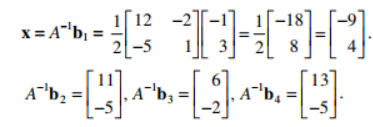 x = A⁻¹b₁ = 1/2 [12 −2; −5 1] [−1; 3] = 1/2 [−18; 8] = [−9; 4].
A⁻¹b₂ = [11; −5], A⁻¹b₃ = [6; −2], A⁻¹b₄ = [13; −5].